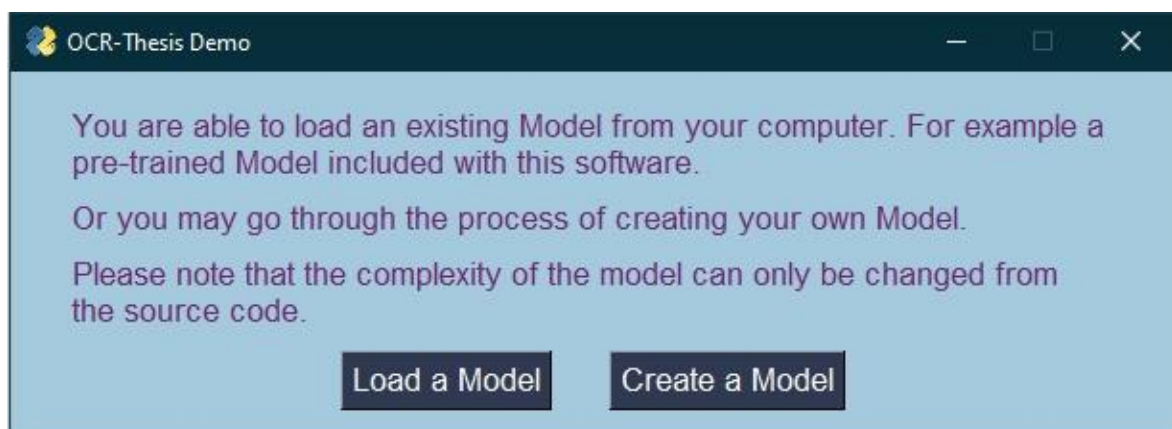 OCR-Thesis Demo
You are able to load an existing Model from your computer. For example a
pre-trained Model included with this software.
Or you may go through the process of creating your own Model.
Please note that the complexity of the model can only be changed from
the source code.
Load a Model Create a Model